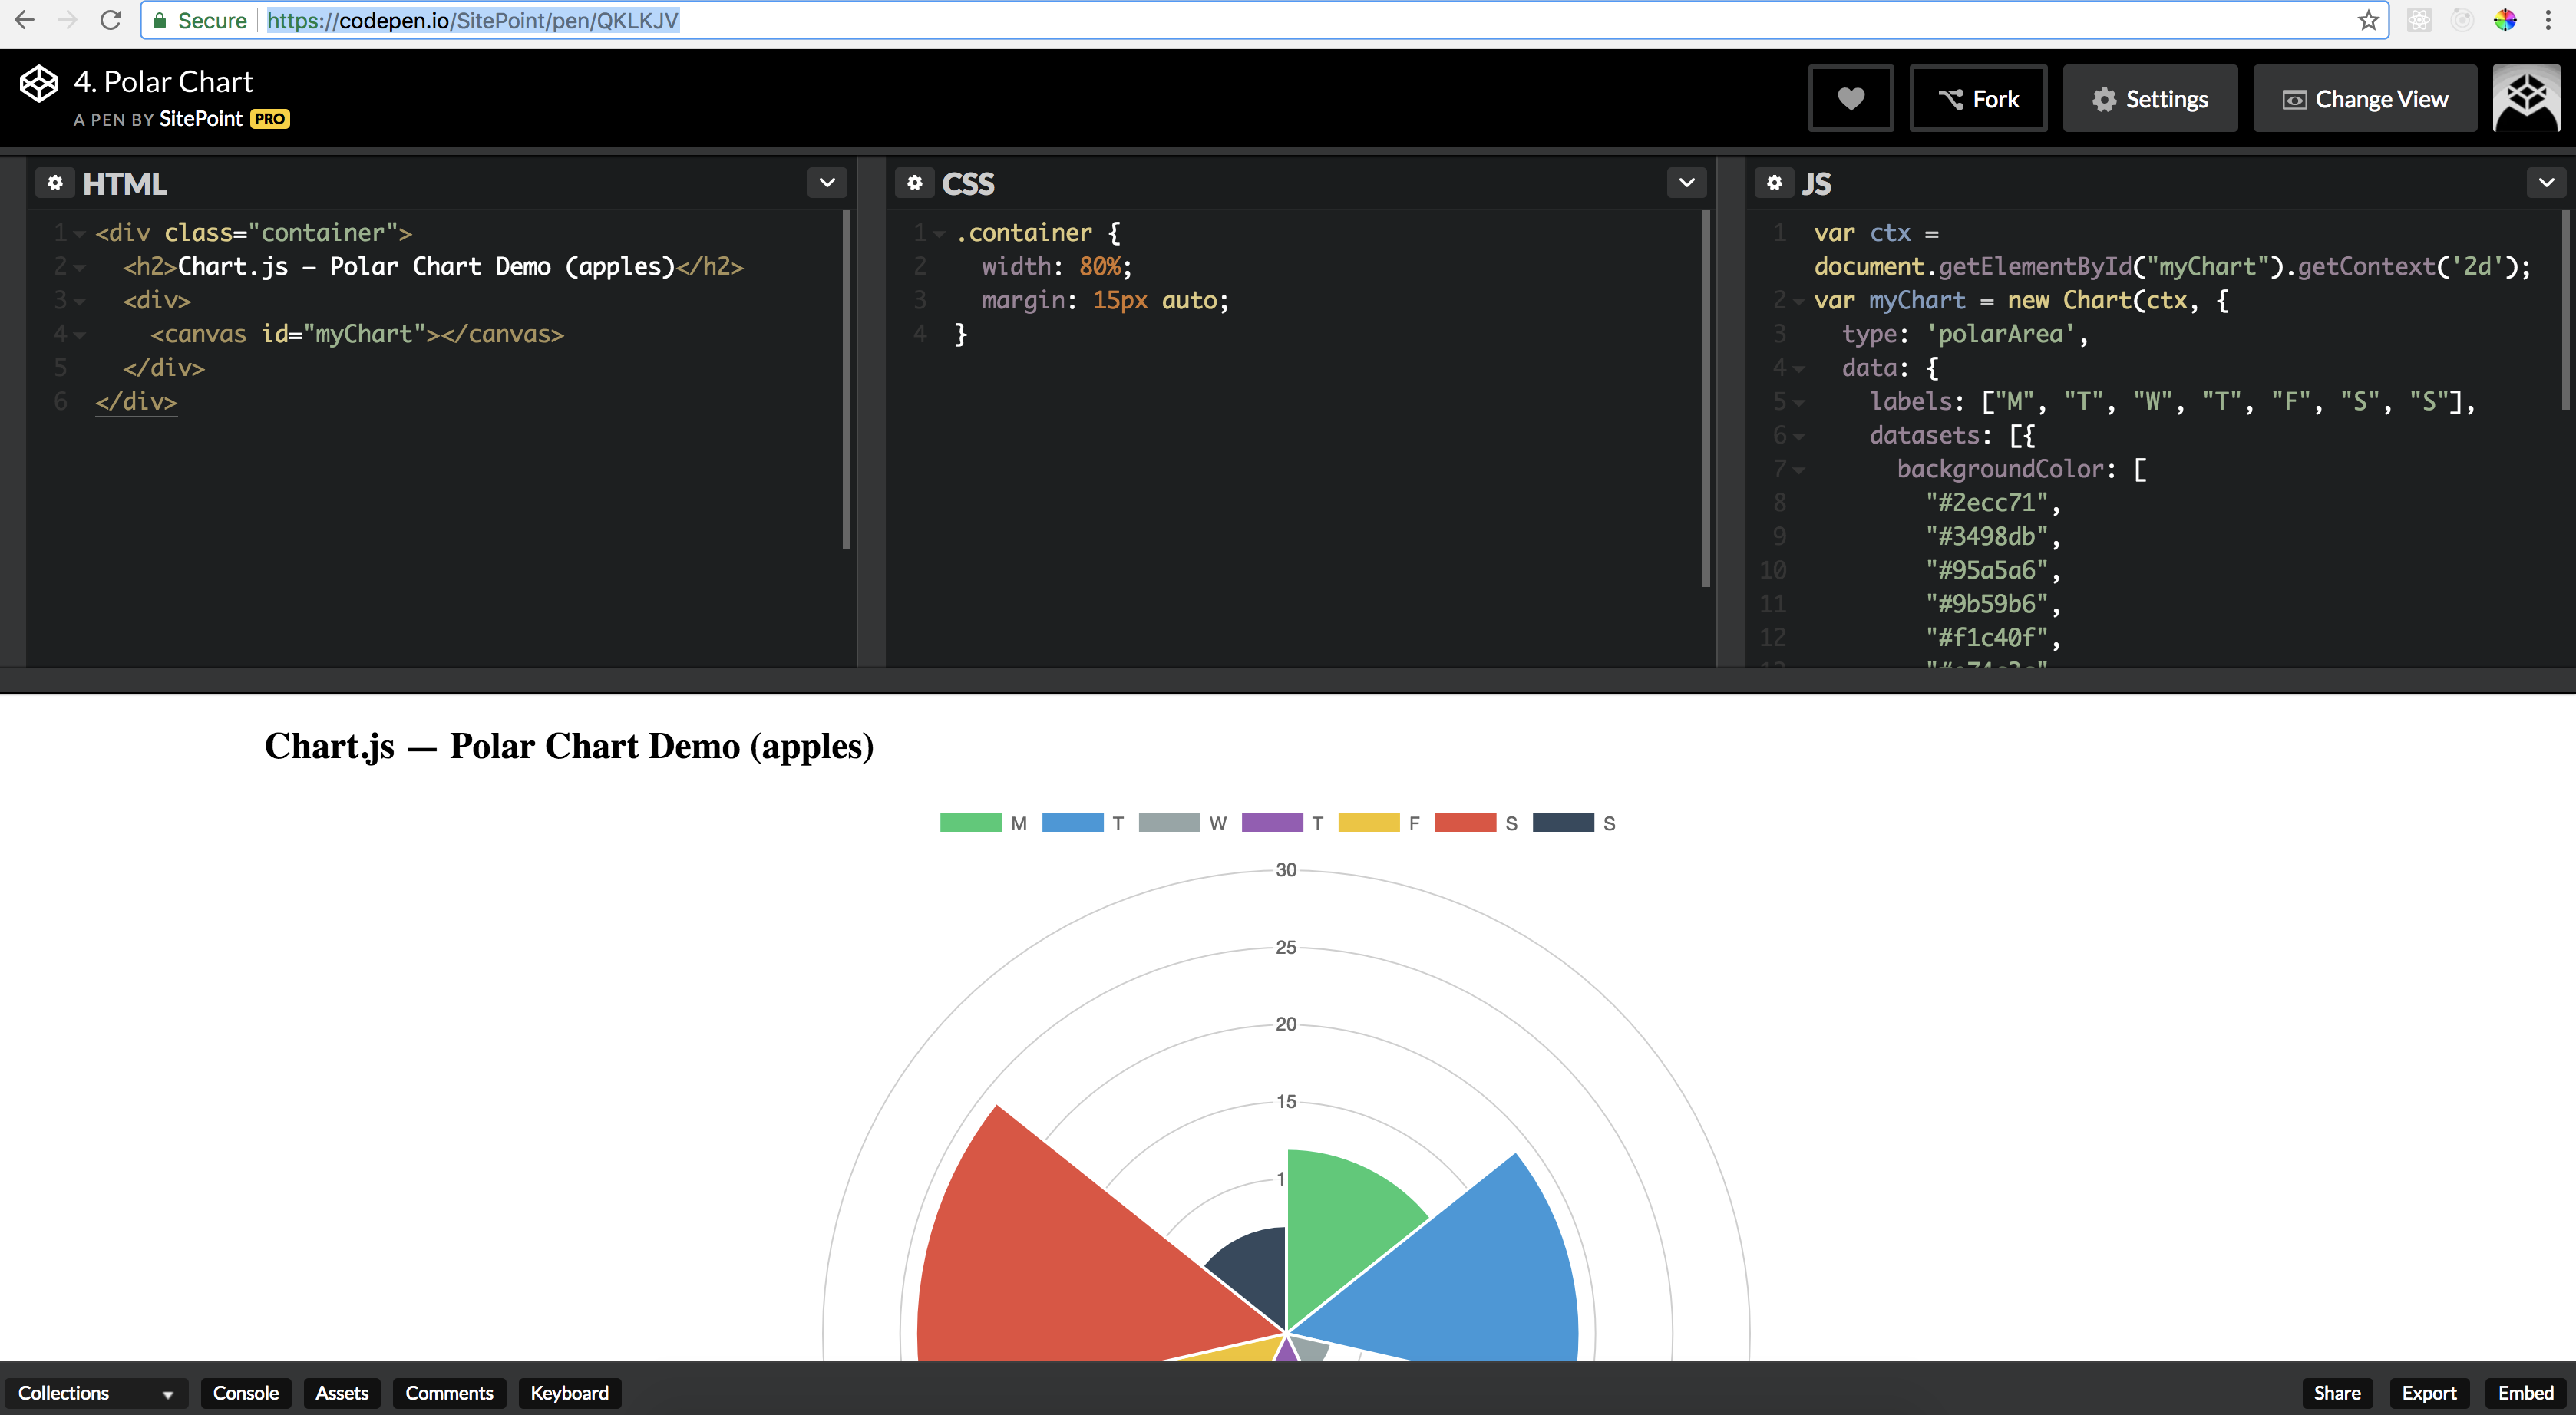 Secure https://codepen.io/SitePoint/pen/QKLKJV
4. Polar Chart
A PEN BY SitePoint PRO
Fork
Settings
Change View
HTML
1 <div class="container">
2 <h2>Chart.js — Polar Chart Demo (apples)</h2>
3 <div>
4 <canvas id="myChart"></canvas>
5 </div>
6 </div>
CSS
1 .container {
2 width: 80%;
3 margin: 15px auto;
4 }
JS
1 var ctx =
document.getElementById("myChart").getContext('2d');
2 var myChart = new Chart(ctx, {
3 type: 'polarArea',
4 data: {
5 labels: ["M", "T", "W", "T", "F", "S", "S"],
6 datasets: [{
7 backgroundColor: [
8 "#2ecc71",
9 "#3498db",
10 "#95a5a6",
11 "#9b59b6",
12 "#f1c40f",
Chart.js — Polar Chart Demo (apples)
M T W T F S S
30
25
20
15
1
Collections Console Assets Comments Keyboard Share Export Embed